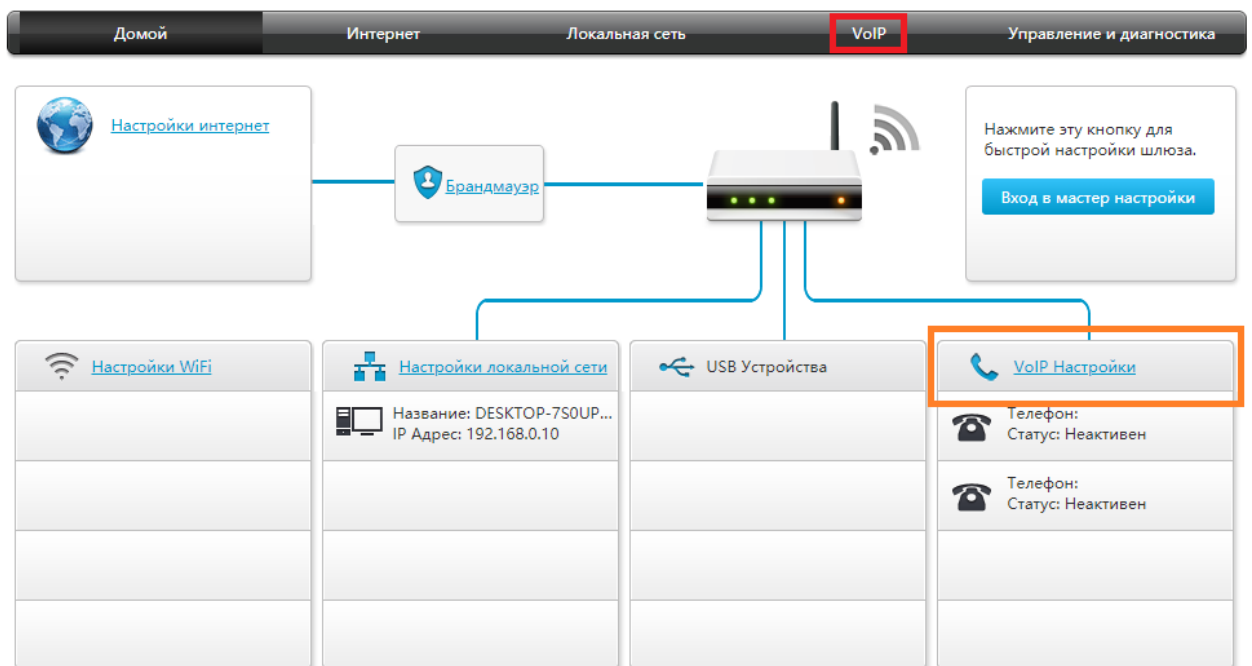 Домой
Интернет
Локальная сеть
VoIP
Управление и диагностика
Настройки интернет
Брандмауэр
Нажмите эту кнопку для
быстрой настройки шлюза.
Вход в мастер настройки
Настройки WiFi
Настройки локальной сети
Название: DESKTOP-7S0UP...
IP Адрес: 192.168.0.10
USB Устройства
VoIP Настройки
Телефон:
Статус: Неактивен
Телефон:
Статус: Неактивен